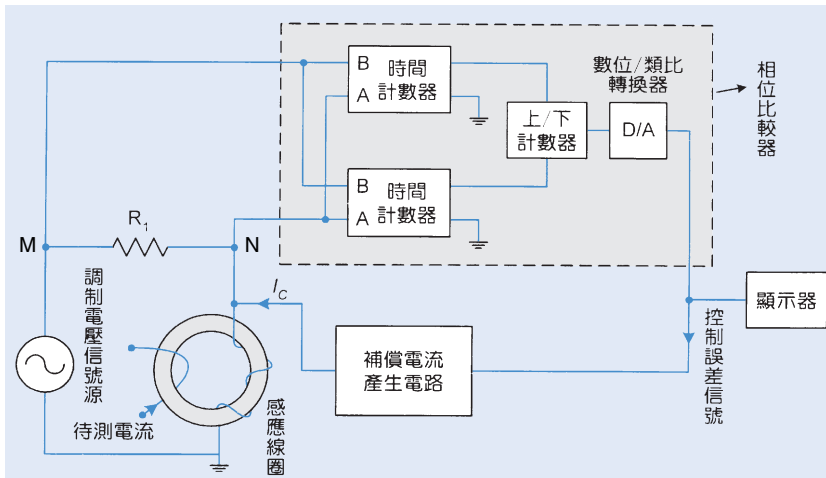 B
A
時間
計數器
數位/類比
轉換器
相位比較器
上/下
計數器
D/A
B
A
時間
計數器
R1
M
N
調制電壓信號源
IC
顯示器
控制誤差信號
補償電流
產生電路
感應線圈
待測電流